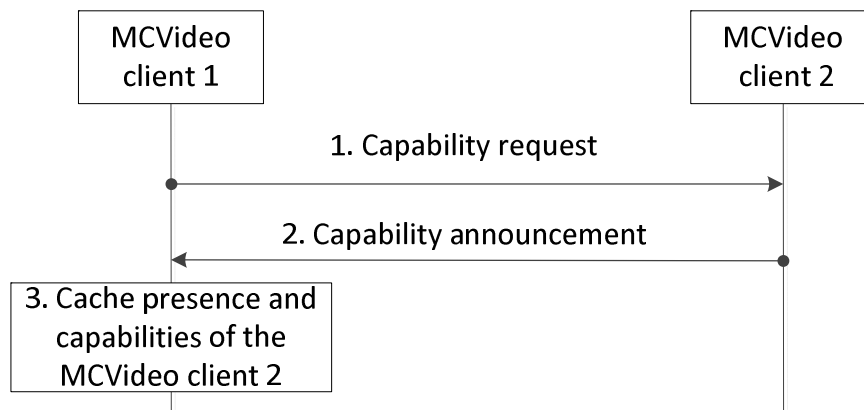 MCVideo
client 1
MCVideo
client 2
1. Capability request
2. Capability announcement
3. Cache presence and
capabilities of the
MCVideo client 2